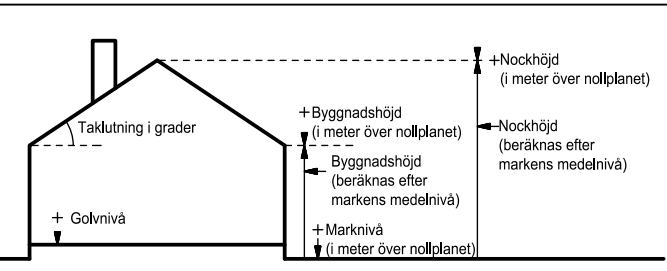 +Nockhöjd
(i meter över nollplanet)
+Byggnadshöjd
(i meter över nollplanet)
Taklutning i grader
Nockhöjd
(beräknas efter
markens medelnivå)
Byggnadshöjd
(beräknas efter
markens medelnivå)
+ Golvnivå
+Marknivå
(i meter över nollplanet)